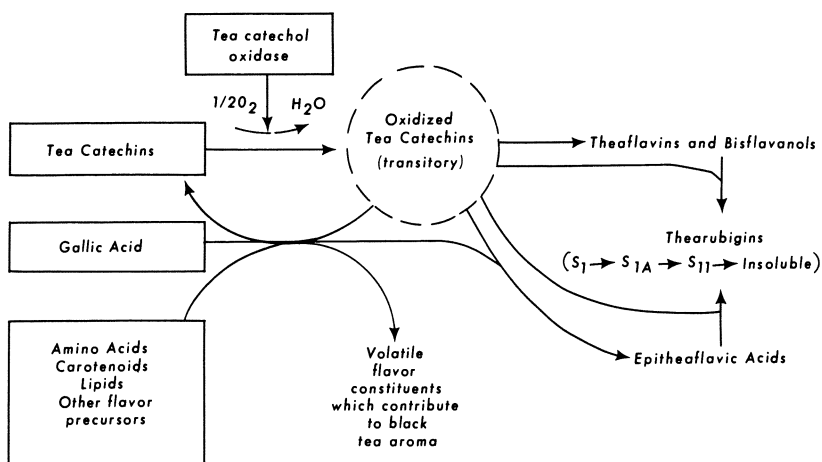 Tea catechol
oxidase
1/2O2 H2O
Oxidized
Tea Catechins
(transitory)
Tea Catechins
Theaflavins and Bisflavanols
Gallic Acid
Thearubigins
(S1 → S1A → S11 → Insoluble)
Amino Acids
Carotenoids
Lipids
Other flavor
precursors
Volatile
flavor
constituents
which contribute
to black
tea aroma
Epitheaflavic Acids